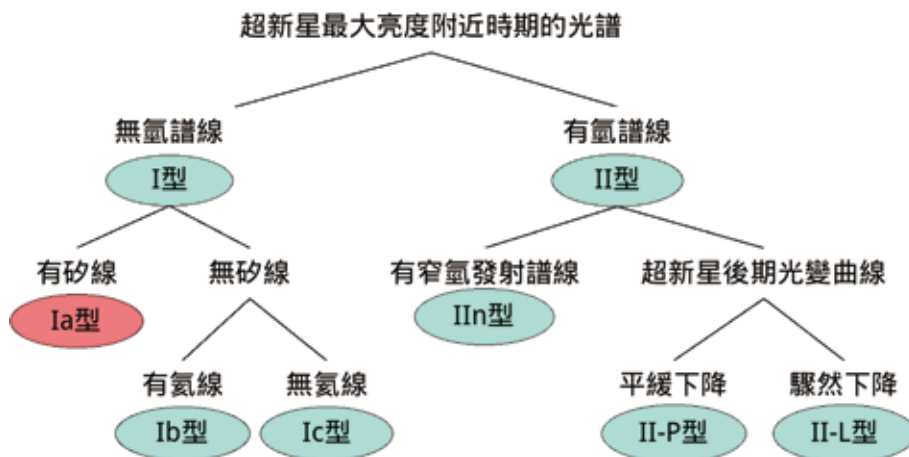 超新星最大亮度附近時期的光譜
無氫譜線
有氫譜線
I型
II型
有矽線
無矽線
有窄氫發射譜線
超新星後期光變曲線
Ia型
IIn型
有氦線
無氦線
平緩下降
驟然下降
Ib型
Ic型
II-P型
II-L型